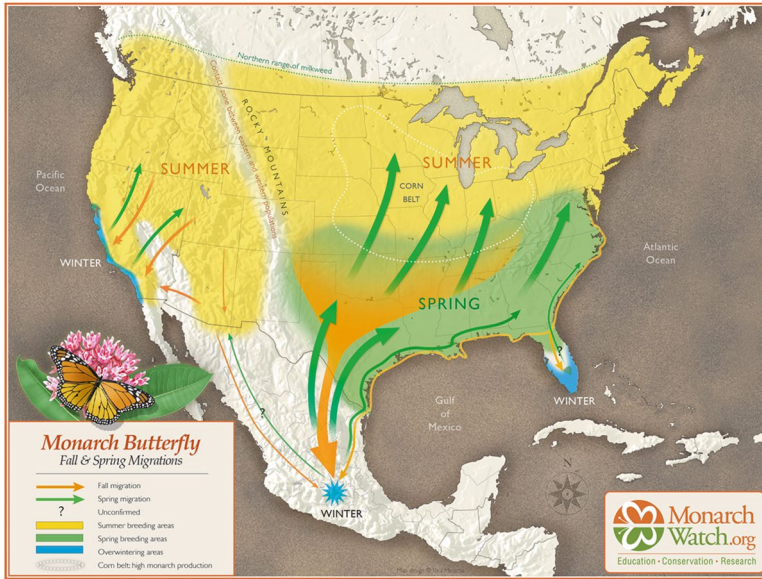 Northern range of milkweed
ROCKY MOUNTAINS
SUMMER
SUMMER
CORN
BELT
Pacific
Ocean
WINTER
Atlantic
Ocean
SPRING
?
WINTER
Gulf
of
Mexico
?
WINTER
N
Monarch Butterfly
Fall & Spring Migrations
Fall migration
Spring migration
? Unconfirmed
Summer breeding areas
Spring breeding areas
Overwintering areas
Corn belt: high monarch production
Monarch
Watch.org
Education • Conservation • Research